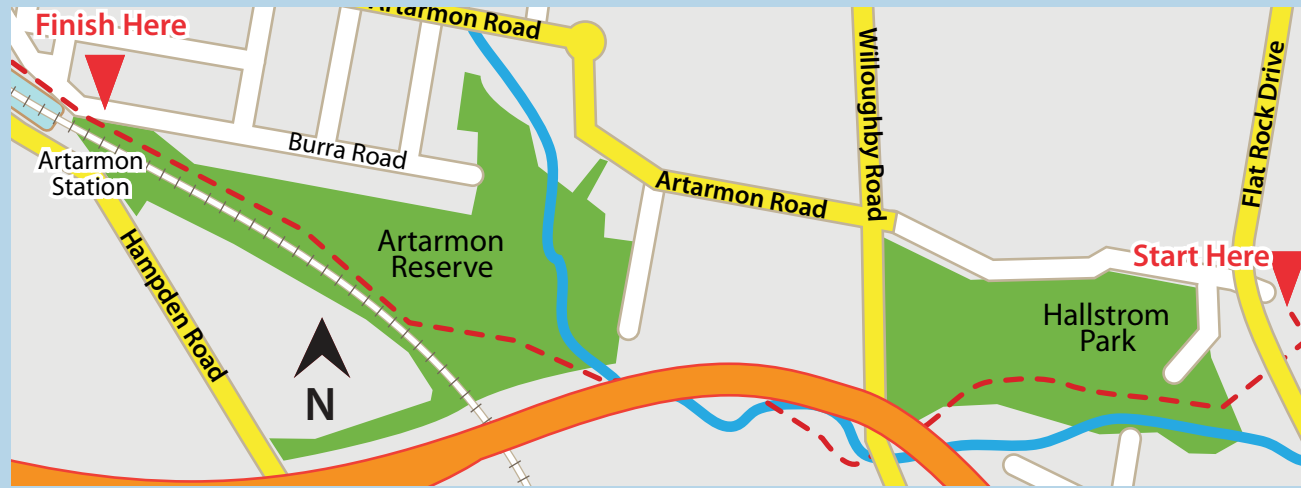 Finish Here
Artarmon Road
Willoughby Road
Flat Rock Drive
Burra Road
Artarmon
Station
Artarmon Road
Hampden Road
Artarmon
Reserve
Start Here
Hallstrom
Park
N